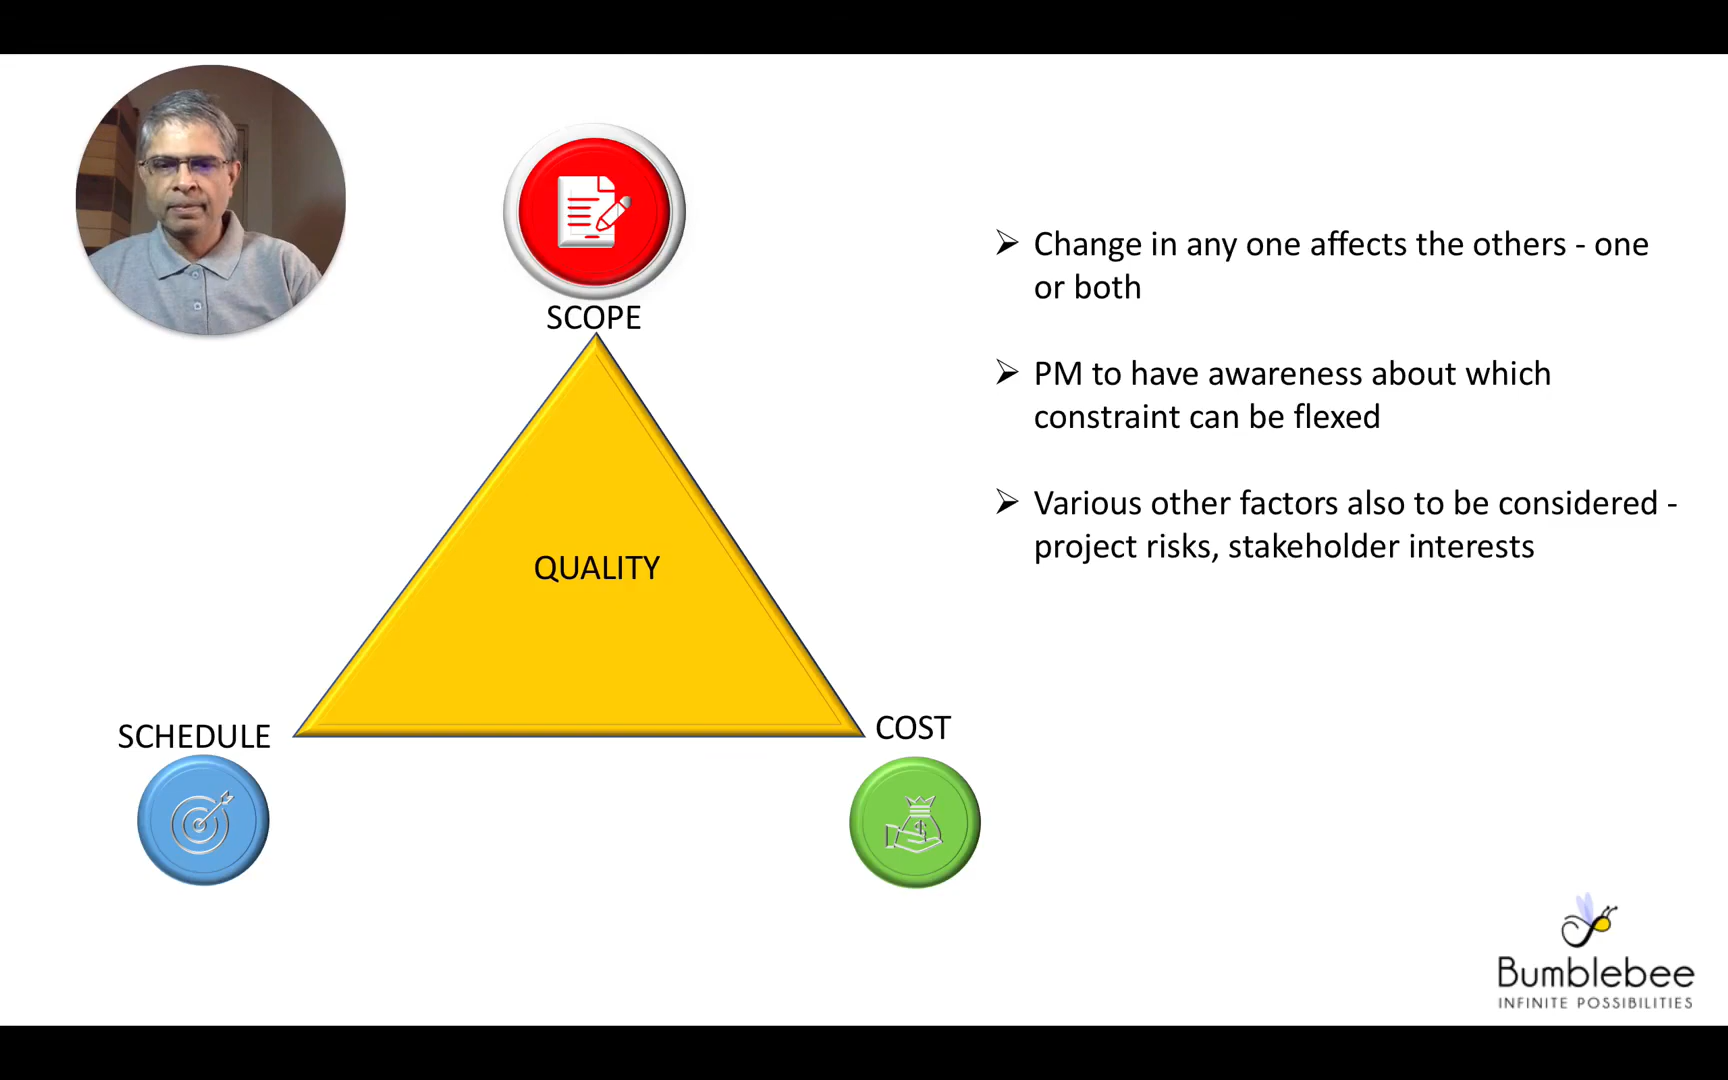 SCOPE
QUALITY
SCHEDULE
COST
Change in any one affects the others - one
or both
PM to have awareness about which
constraint can be flexed
Various other factors also to be considered -
project risks, stakeholder interests
$
Bumblebee
INFINITE POSSIBILITIES